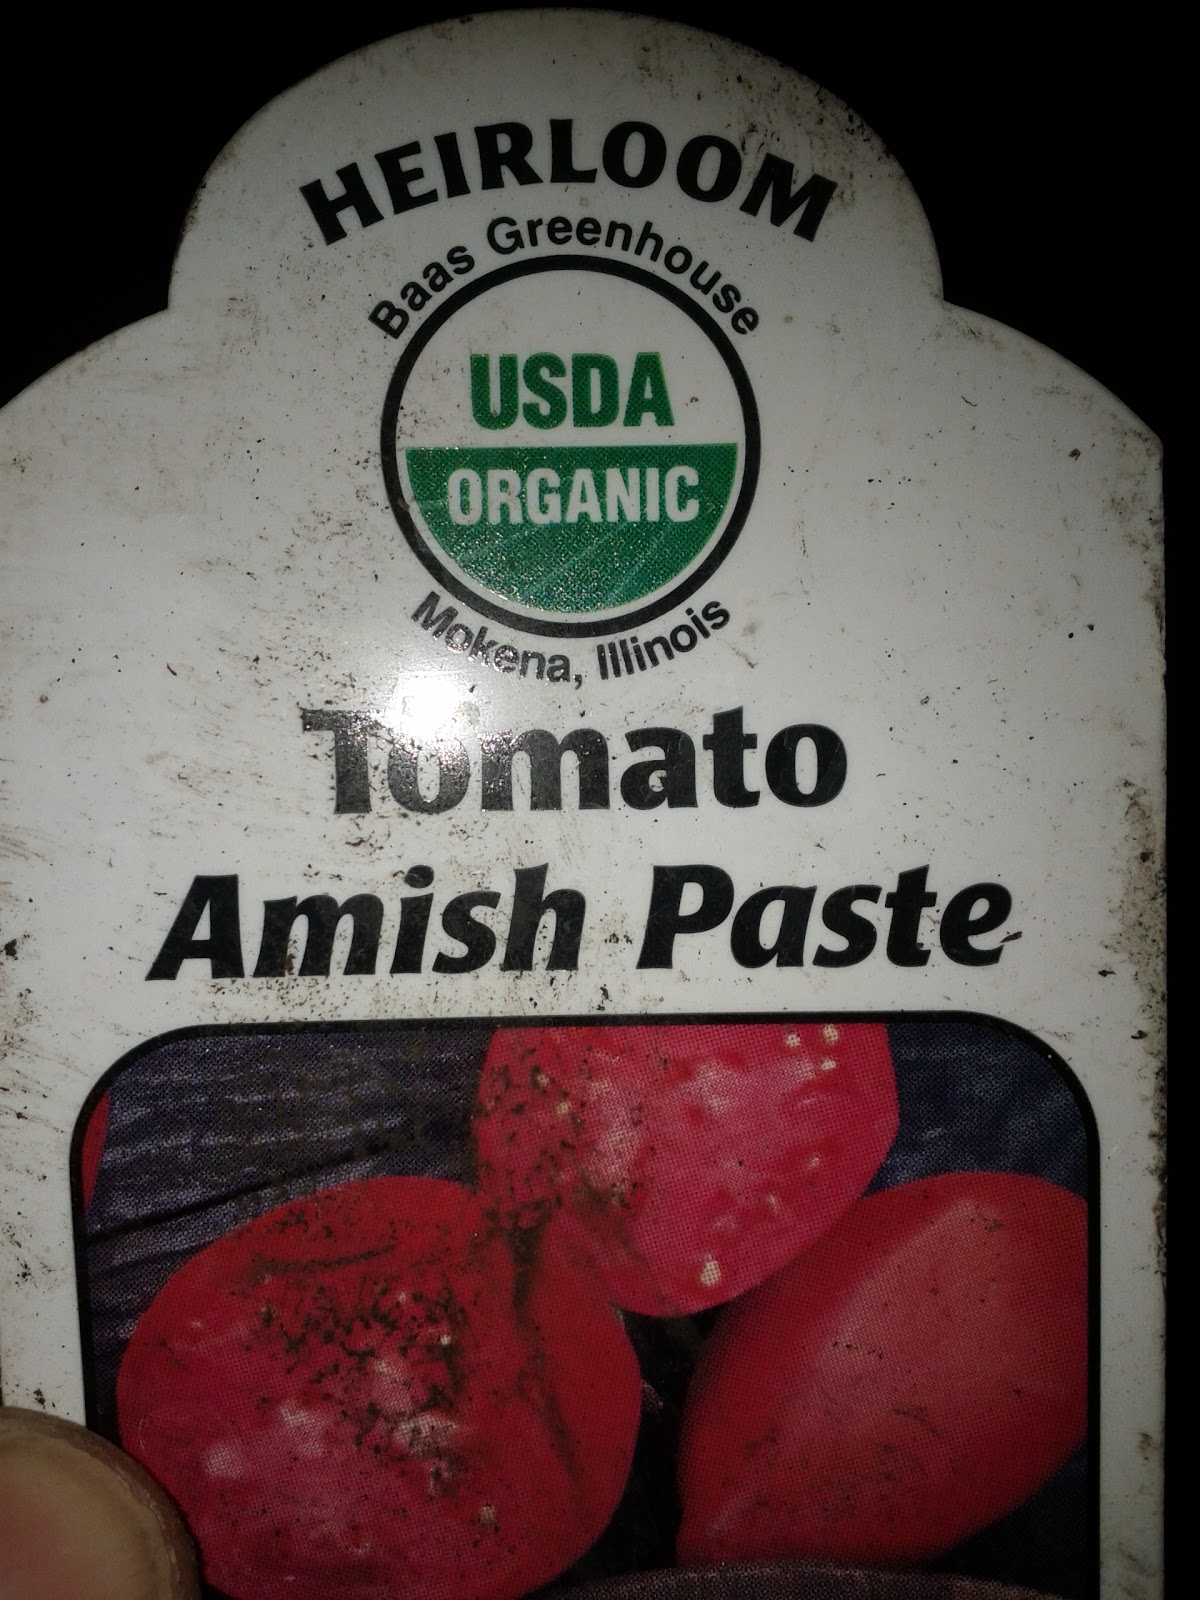 HEIRLOOM
Baas Greenhouse
USDA
ORGANIC
Mokena, Illinois
Tomato
Amish Paste